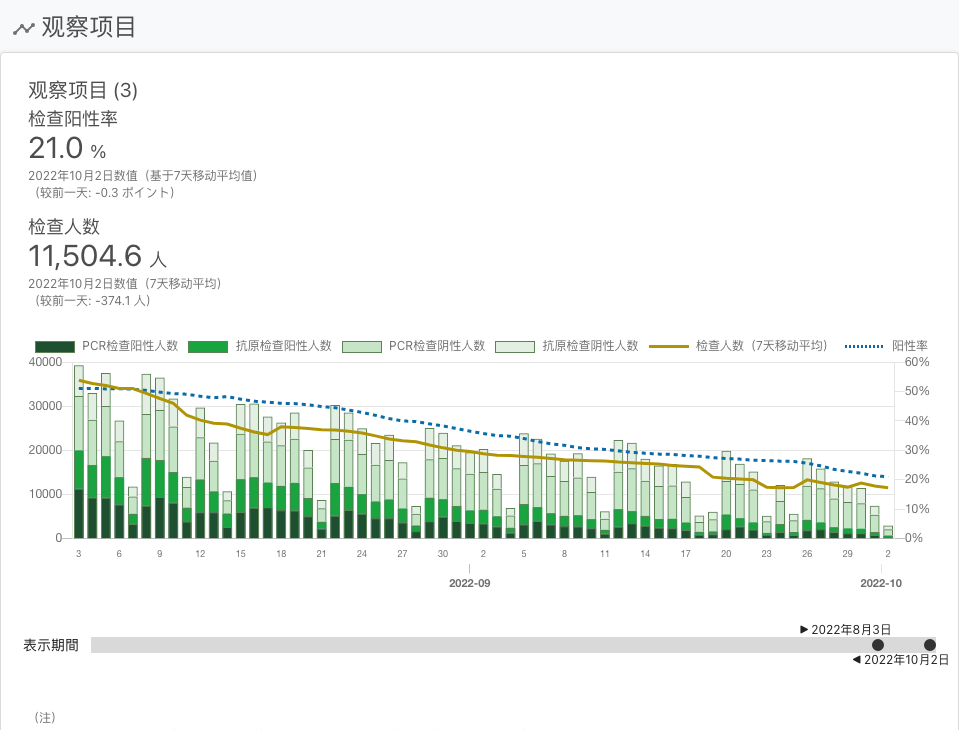 观察项目
观察项目 (3)
检查阳性率
21.0 %
2022年10月2日数值（基于7天移动平均值）
（较前一天: -0.3 ポイント）
检查人数
11,504.6 人
2022年10月2日数值（7天移动平均）
（较前一天: -374.1 人）
PCR检查阳性人数 抗原检查阳性人数 PCR检查阴性人数 抗原检查阴性人数 检查人数（7天移动平均） 阳性率
40000 60%
50%
30000
40%
20000 30%
20%
10000
10%
0 0%
3 6 9 12 15 18 21 24 27 30 2 5 8 11 14 17 20 23 26 29 2
2022-09 2022-10
2022年8月3日
表示期間
2022年10月2日
（注）